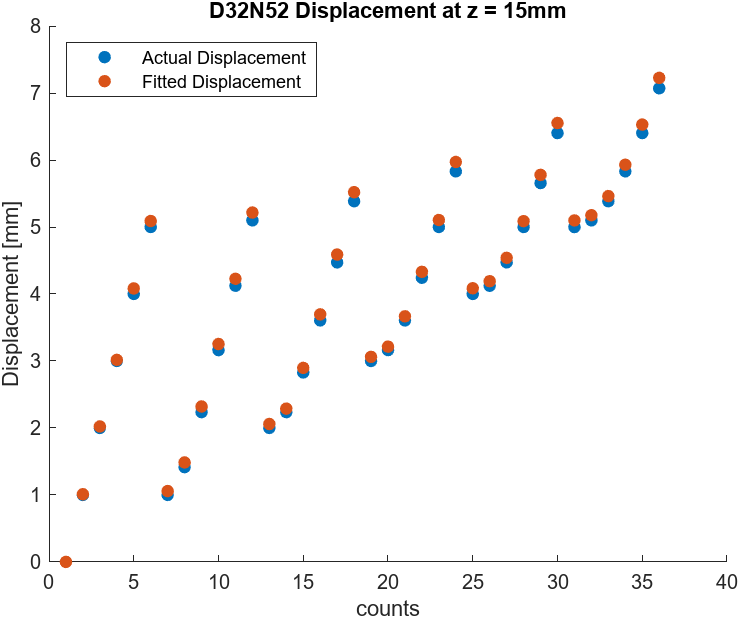 D32N52 Displacement at z = 15mm
Actual Displacement
Fitted Displacement
Displacement [mm]
8
7
6
5
4
3
2
1
0
0 5 10 15 20 25 30 35 40
counts